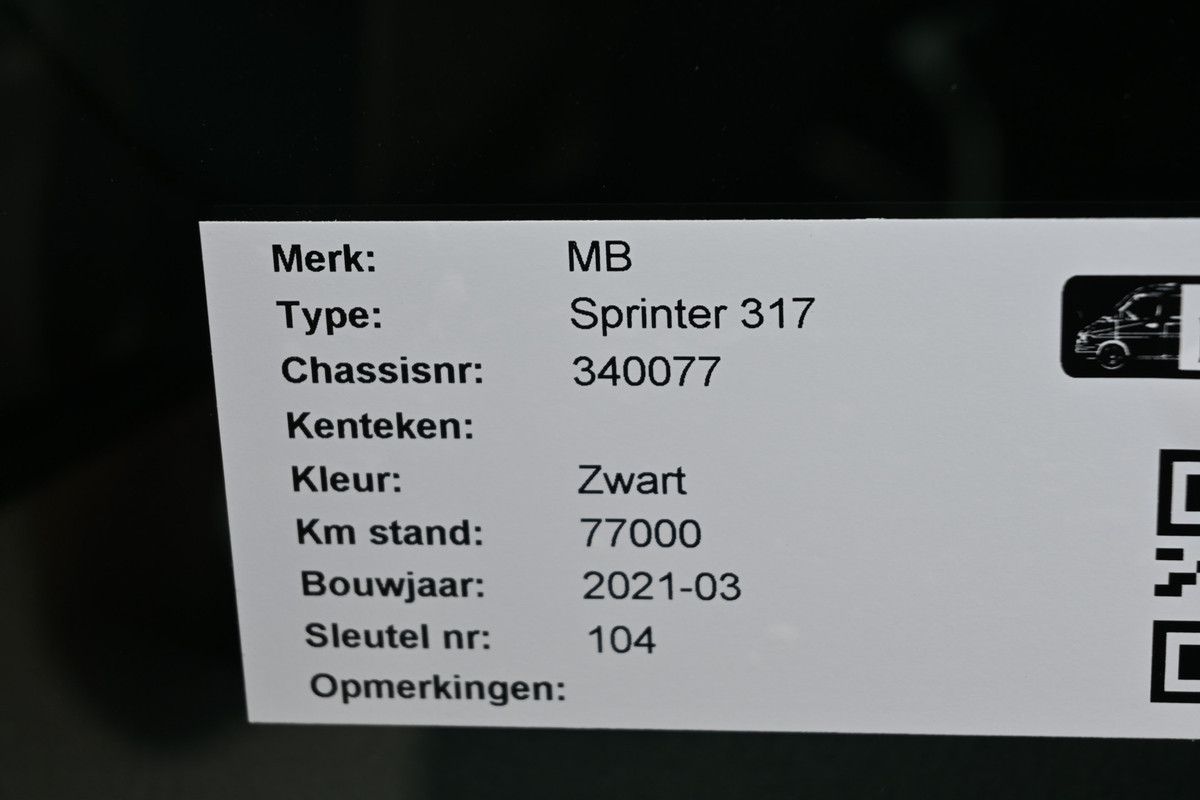 Merk: MB
Type: Sprinter 317
Chassisnr: 340077
Kenteken:
Kleur: Zwart
Km stand: 77000
Bouwjaar: 2021-03
Sleutel nr: 104
Opmerkingen: